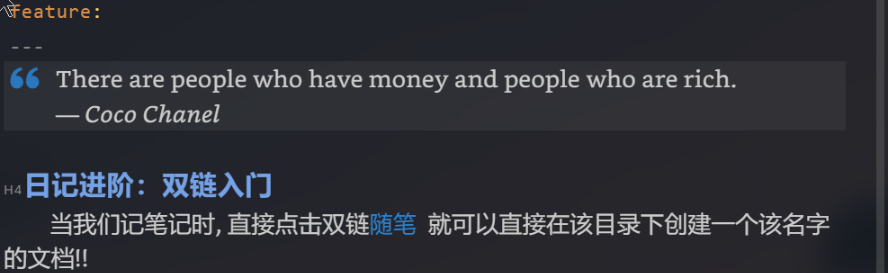 feature:
---
There are people who have money and people who are rich.
— Coco Chanel
H4日记进阶：双链入门
当我们记笔记时, 直接点击双链随笔 就可以直接在该目录下创建一个该名字
的文档!!